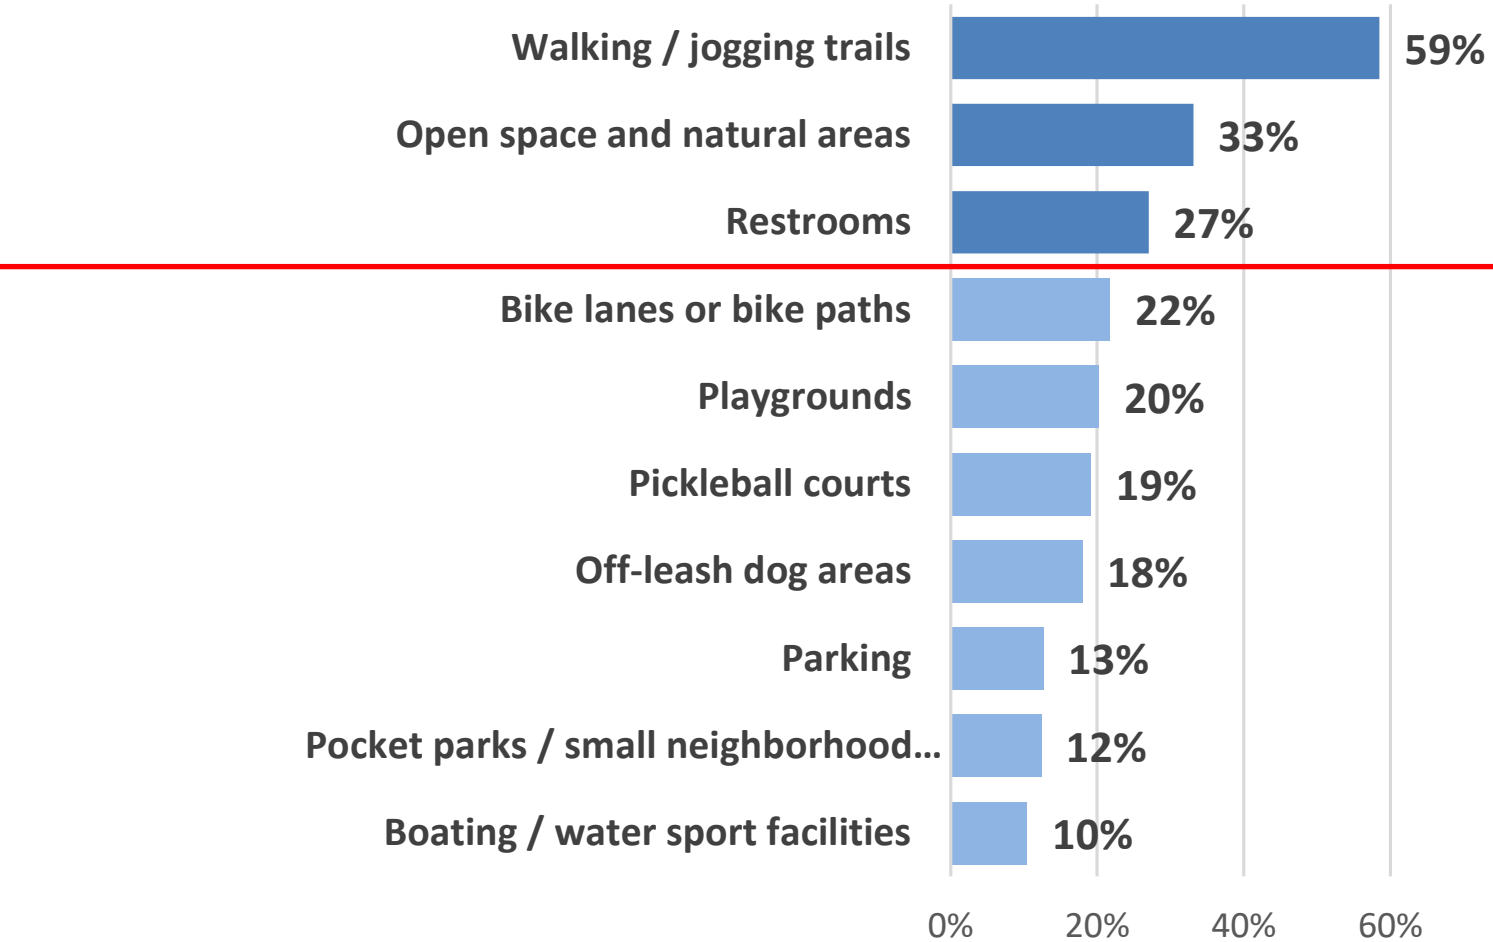 Walking / jogging trails 59%
Open space and natural areas 33%
Restrooms 27%
Bike lanes or bike paths 22%
Playgrounds 20%
Pickleball courts 19%
Off-leash dog areas 18%
Parking 13%
Pocket parks / small neighborhood… 12%
Boating / water sport facilities 10%
0% 20% 40% 60%